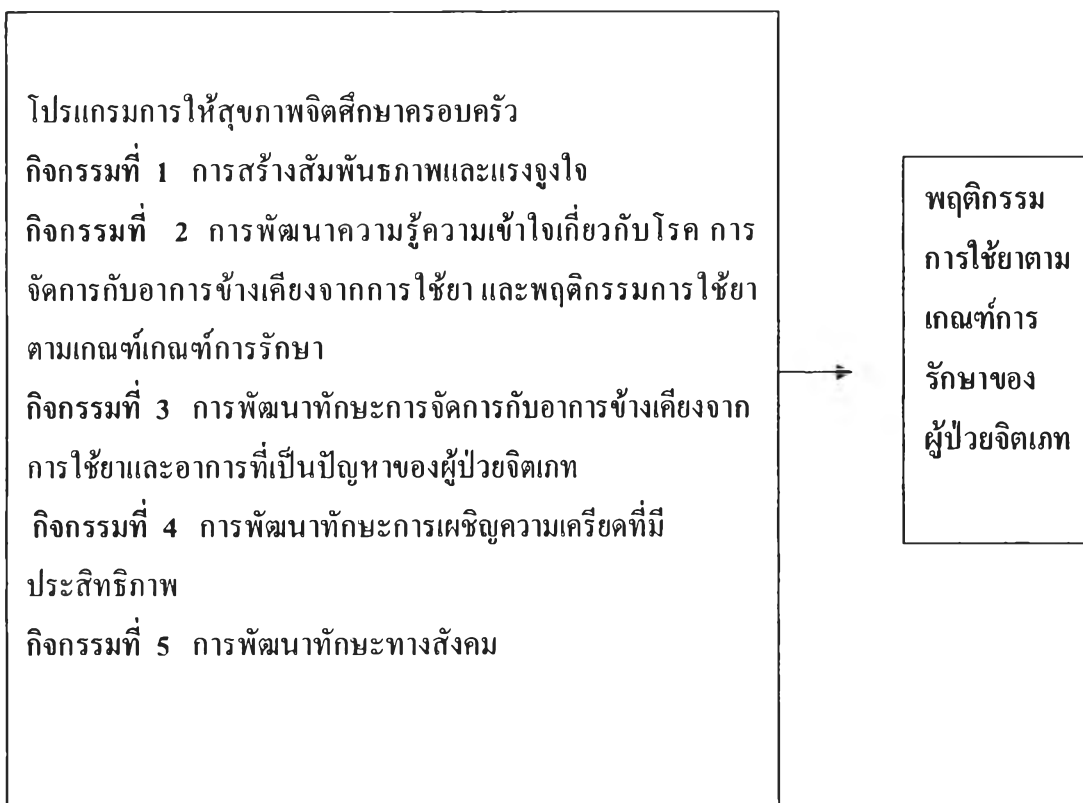 โปรแกรมการให้สุขภาพจิตศึกษาครอบครัว
กิจกรรมที่ 1 การสร้างสัมพันธภาพและแรงจูงใจ
กิจกรรมที่ 2 การพัฒนาความรู้ความเข้าใจเกี่ยวกับโรค การ
จัดการกับอาการข้างเคียงจากการใช้ยา และพฤติกรรมการใช้ยา
ตามเกณฑ์เกณฑ์การรักษา
กิจกรรมที่ 3 การพัฒนาทักษะการจัดการกับอาการข้างเคียงจาก
การใช้ยาและอาการที่เป็นปัญหาของผู้ป่วยจิตเภท
กิจกรรมที่ 4 การพัฒนาทักษะการเผชิญความเครียดที่มี
ประสิทธิภาพ
กิจกรรมที่ 5 การพัฒนาทักษะทางสังคม
พฤติกรรม
การใช้ยาตาม
เกณฑ์การ
รักษาของ
ผู้ป่วยจิตเภท